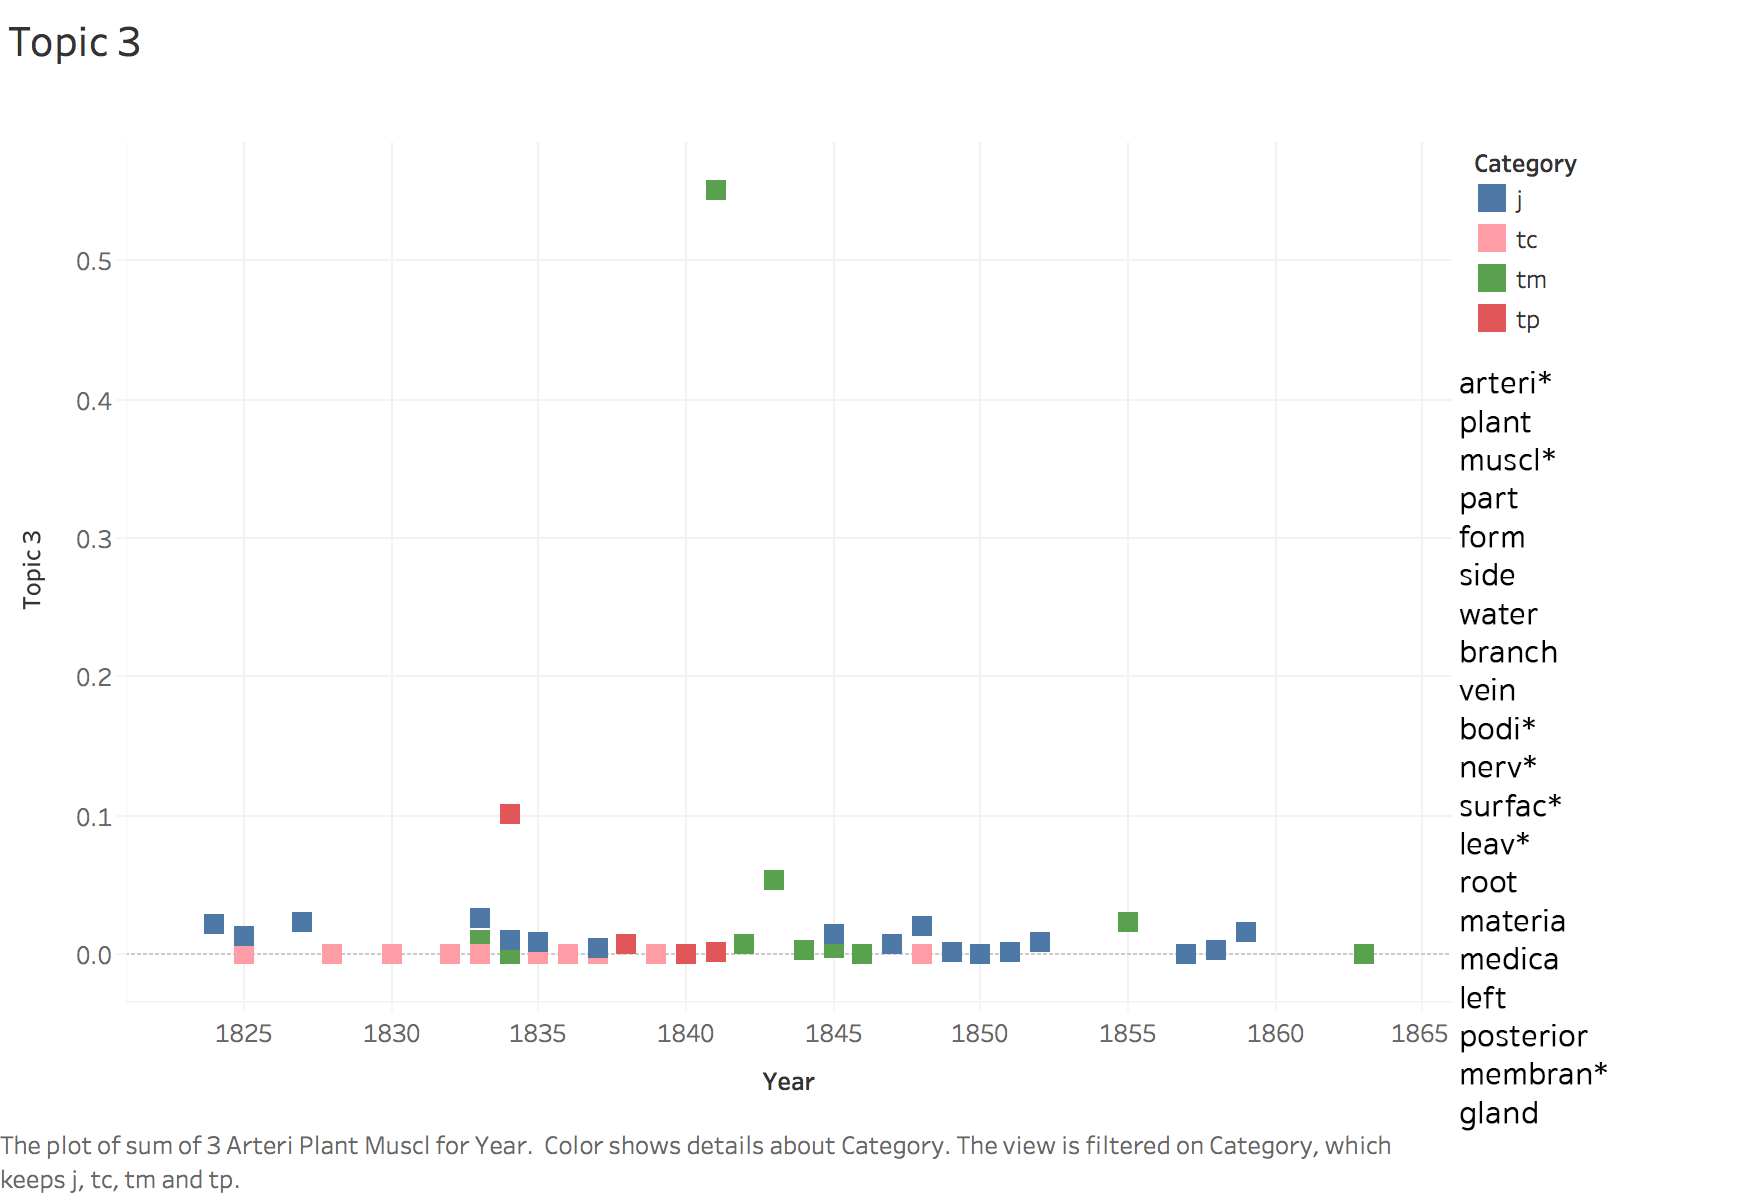 Topic 3
Category
j
tc
tm
tp
arteri*
plant
muscl*
part
form
side
water
branch
vein
bodi*
nerv*
surfac*
leav*
root
materia
medica
left
posterior
membran*
gland
0.5
0.4
0.3
0.2
0.1
0.0
Topic 3
1825 1830 1835 1840 1845 1850 1855 1860 1865
Year
The plot of sum of 3 Arteri Plant Muscl for Year.  Color shows details about Category. The view is filtered on Category, which
keeps j, tc, tm and tp.